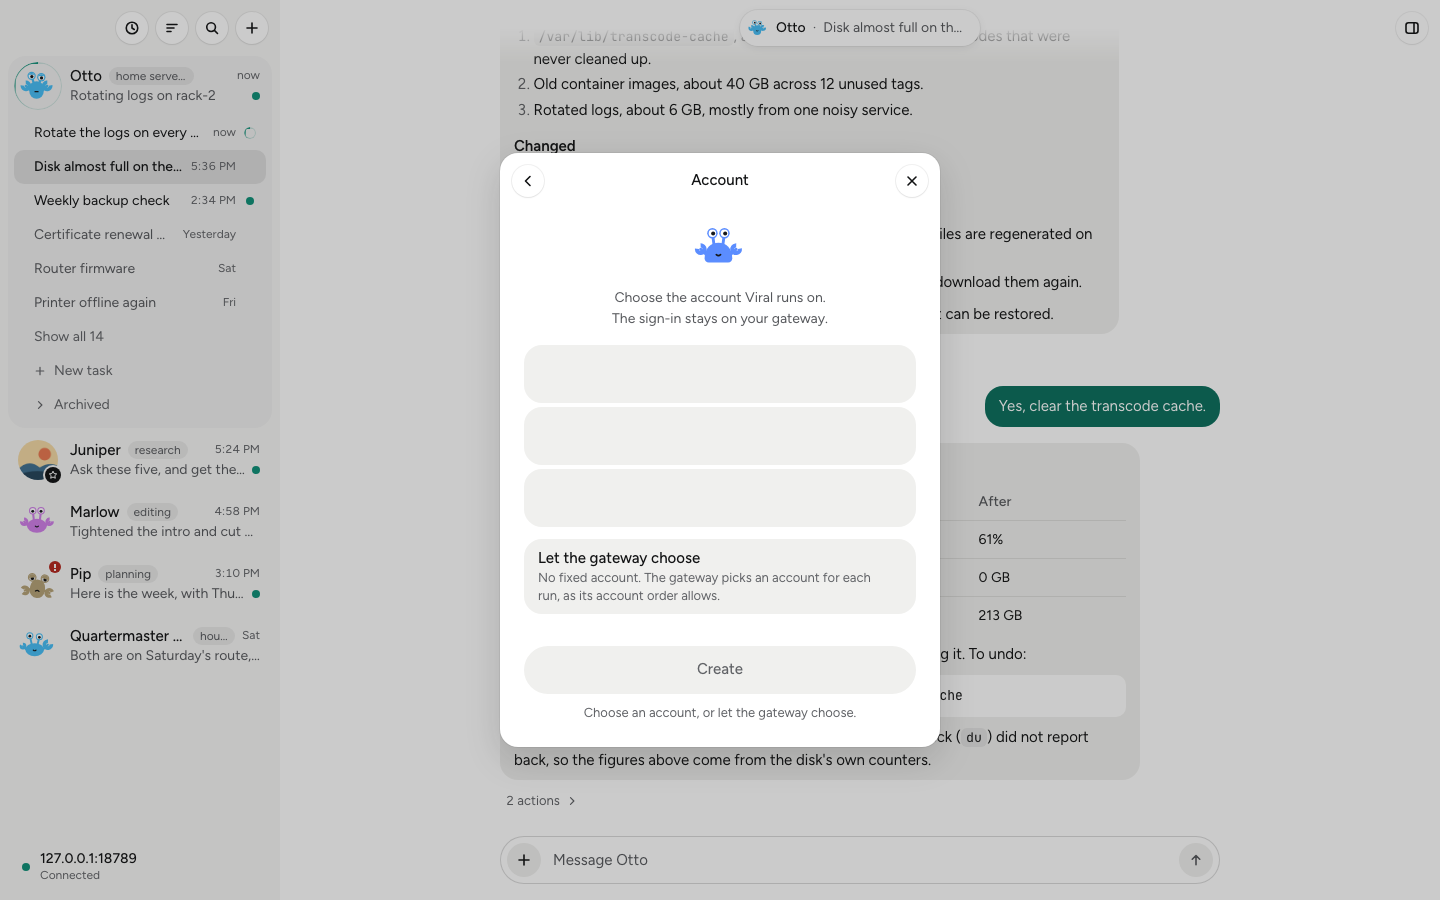 Otto home serve... now
Rotating logs on rack-2
Rotate the logs on every ... now
Disk almost full on the... 5:36 PM
Weekly backup check 2:34 PM
Certificate renewal ... Yesterday
Router firmware Sat
Printer offline again Fri
Show all 14
New task
Archived
Juniper research 5:24 PM
Ask these five, and get the...
Marlow editing 4:58 PM
Tightened the intro and cut ...
Pip planning 3:10 PM
Here is the week, with Thu...
Quartermaster ... hou... Sat
Both are on Saturday's route,...
127.0.0.1:18789
Connected
Otto · Disk almost full on th...
1. /var/lib/transcode-cache, that were
never cleaned up.
2. Old container images, about 40 GB across 12 unused tags.
3. Rotated logs, about 6 GB, mostly from one noisy service.
Changed
are regenerated on
download them again.
can be restored.
Yes, clear the transcode cache.
After
61%
0 GB
213 GB
it. To undo:
( du ) did not report
back, so the figures above come from the disk's own counters.
2 actions
Message Otto
Account
Choose the account Viral runs on.
The sign-in stays on your gateway.
Let the gateway choose
No fixed account. The gateway picks an account for each
run, as its account order allows.
Create
Choose an account, or let the gateway choose.